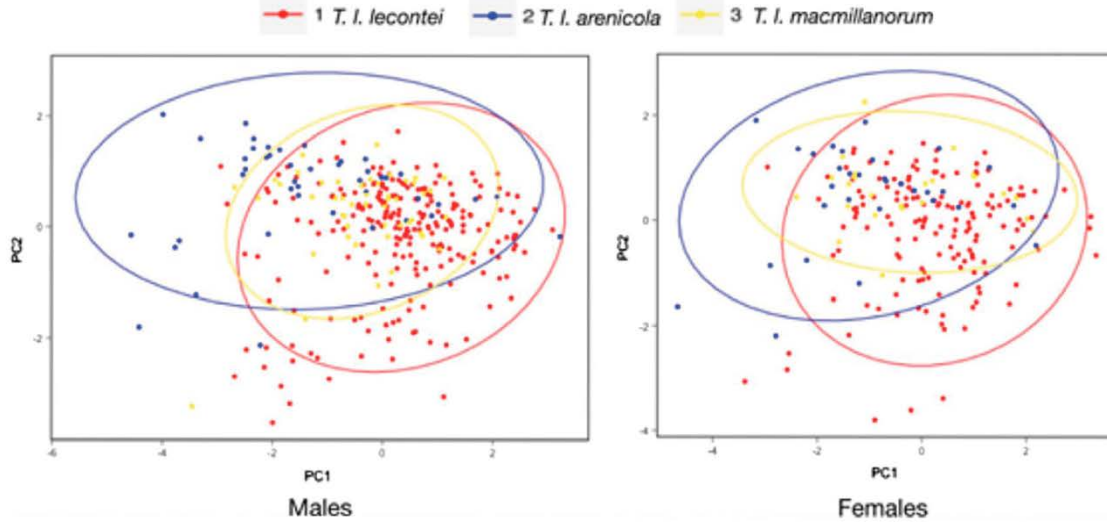 1 T. l. lecontei 2 T. l. arenicola 3 T. l. macmillanorum
2
0
-2
-6 -4 -2 0 2
PC2
PC1
Males
2
0
-2
-4
-4 -2 0 2
PC2
PC1
Females